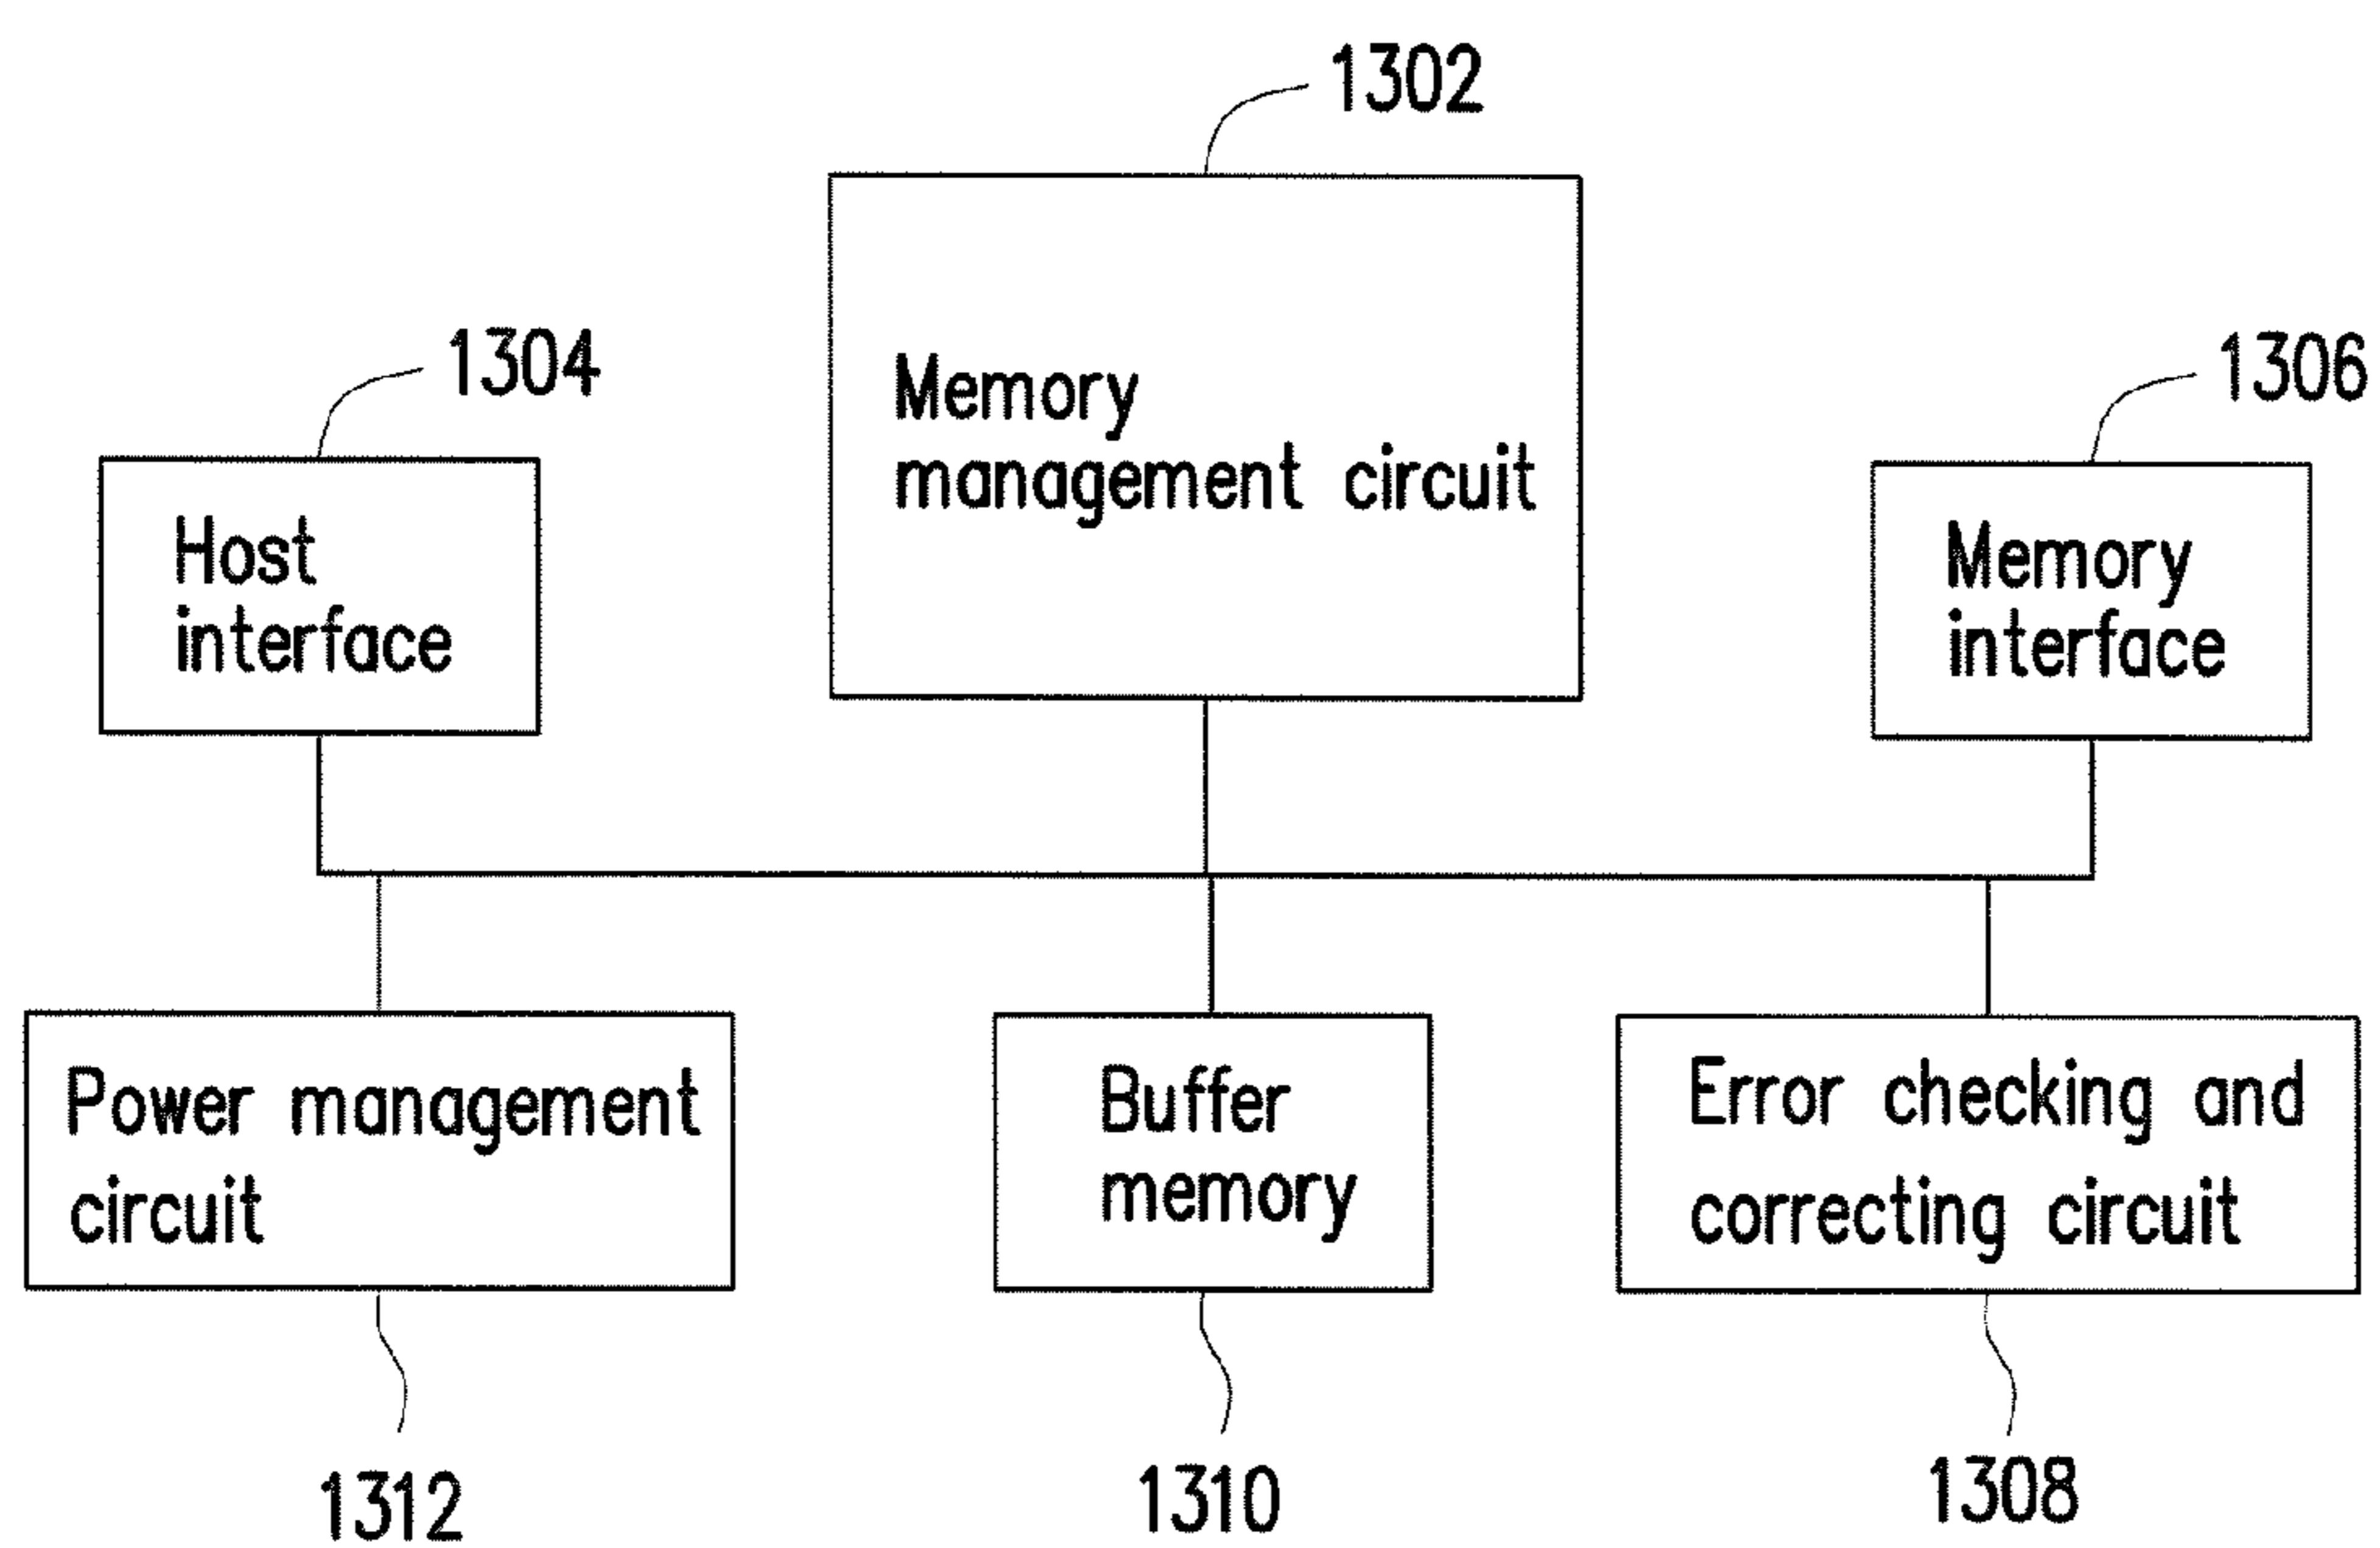 1302
1304
1306
Memory
management circuit
Host
interface
Memory
interface
Power management
circuit
Buffer
memory
Error checking and
correcting circuit
1312
1310
1308